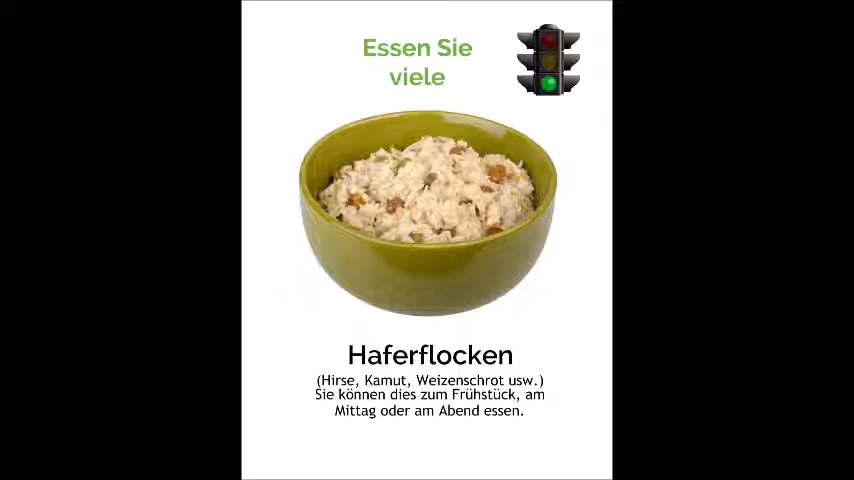 Essen Sie
viele
Haferflocken
(Hirse, Kamut, Weizenschrot usw.)
Sie können dies zum Frühstück, am
Mittag oder am Abend essen.